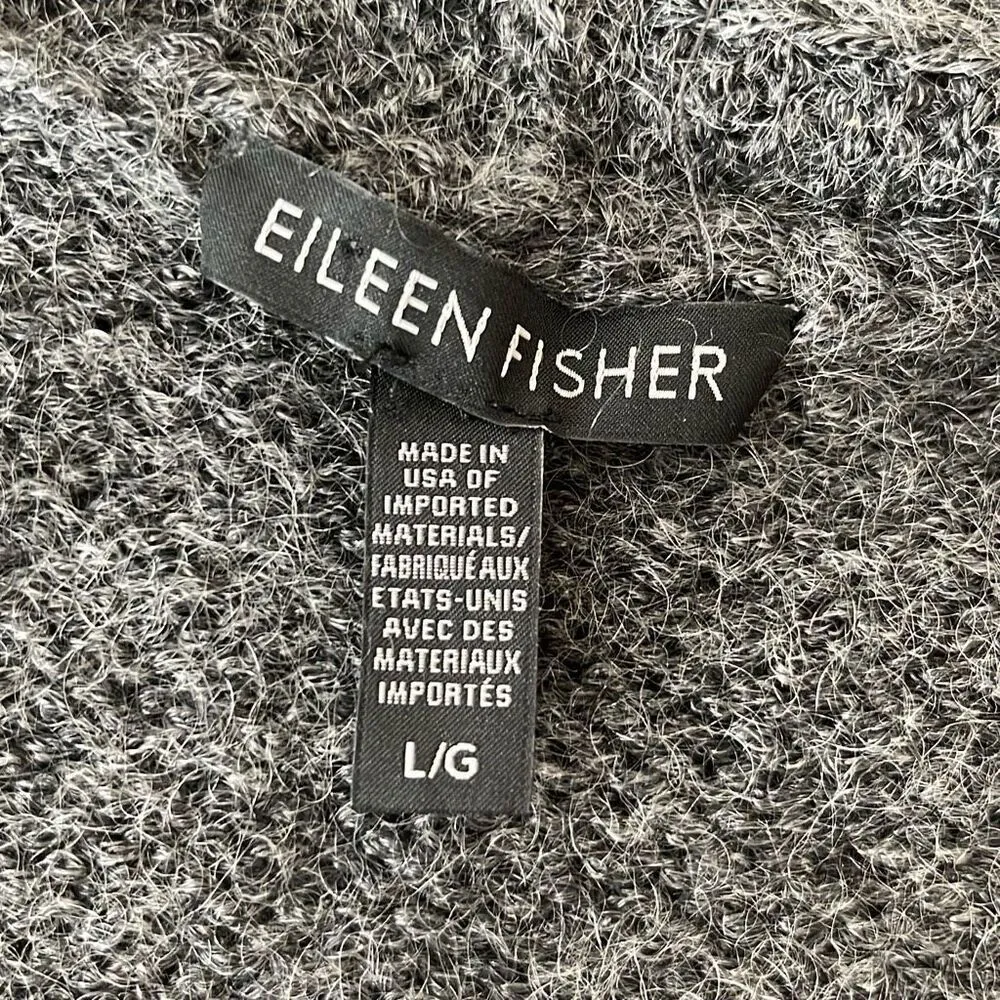 EILEEN FISHER
MADE IN
USA OF
IMPORTED
MATERIALS/
FABRIQUÉ AUX
ETATS-UNIS
AVEC DES
MATERIAUX
IMPORTÉS
L/G